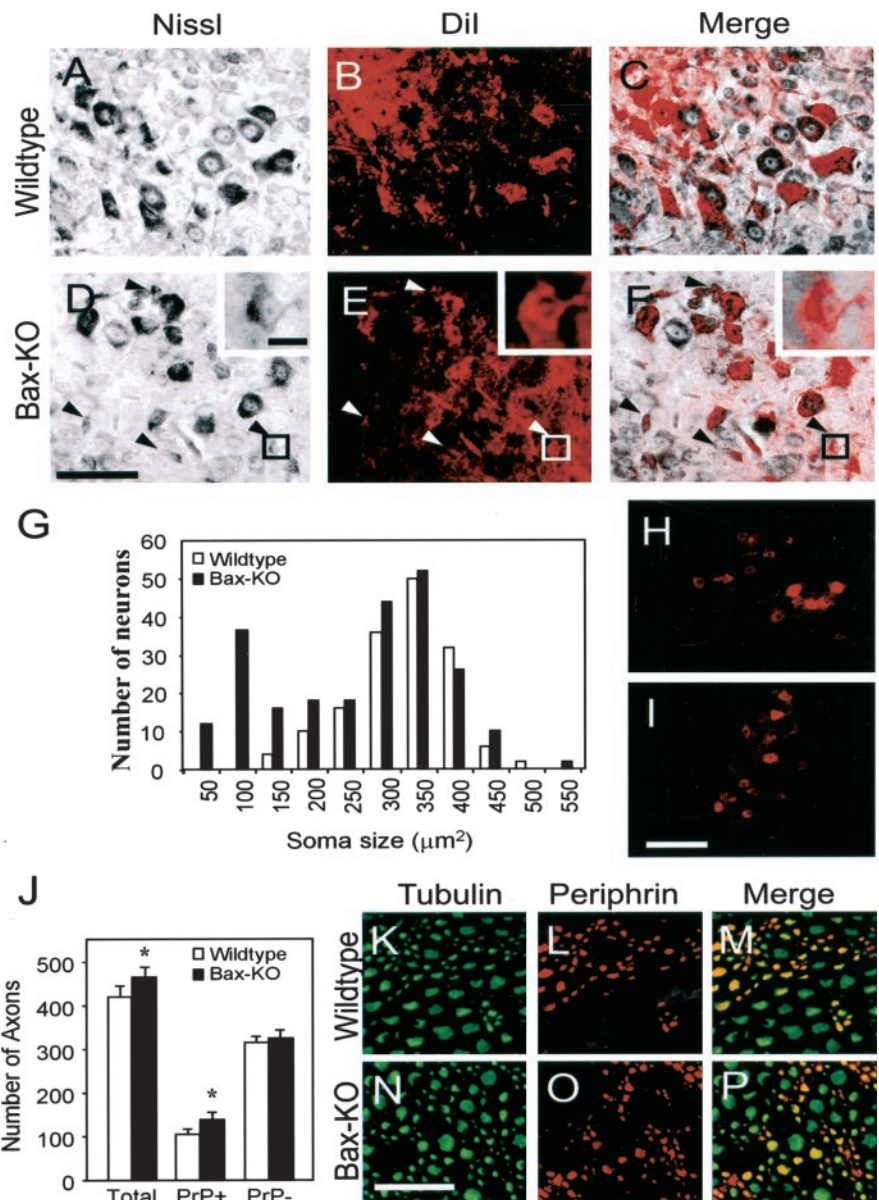 Nissl DiI Merge
Wildtype
A B C
Bax-KO
D E F
G
Number of neurons
60
50
40
30
20
10
0
Wildtype
Bax-KO
50 100 150 200 250 300 350 400 450 500 550
Soma size (μm²)
H
I
J
Number of Axons
500
400
300
200
100
0
Wildtype
Bax-KO
*
*
Total PrP+ PrP-
Tubulin Periphrin Merge
Wildtype
K L M
Bax-KO
N O P